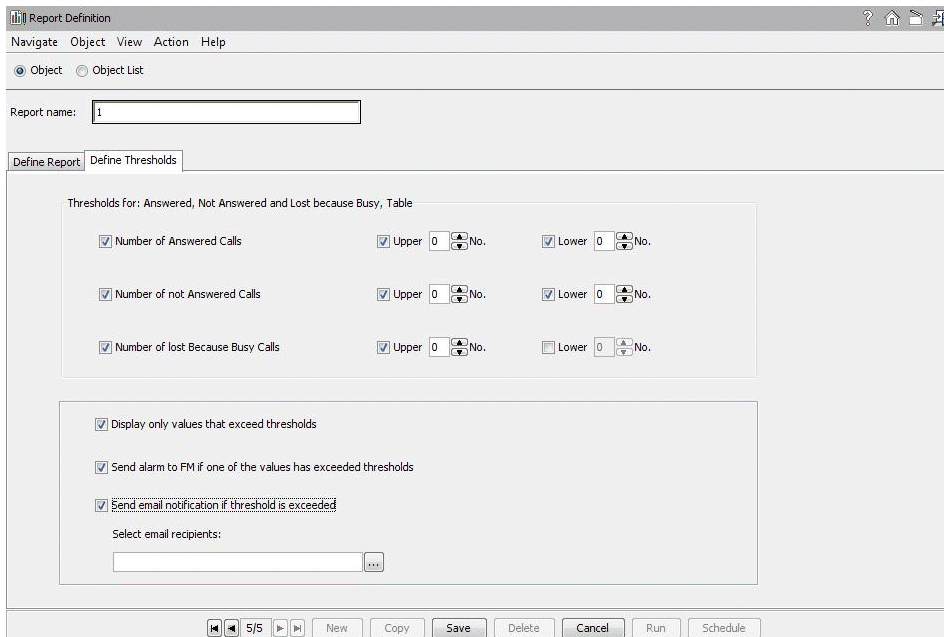 Report Definition
?
Navigate Object View Action Help
Object Object List
Report name: 1
Define Report Define Thresholds
Thresholds for: Answered, Not Answered and Lost because Busy, Table
Number of Answered Calls Upper 0 No. Lower 0 No.
Number of not Answered Calls Upper 0 No. Lower 0 No.
Number of lost Because Busy Calls Upper 0 No. Lower 0 No.
Display only values that exceed thresholds
Send alarm to FM if one of the values has exceeded thresholds
Send email notification if threshold is exceeded
Select email recipients:
...
5/5 New Copy Save Delete Cancel Run Schedule